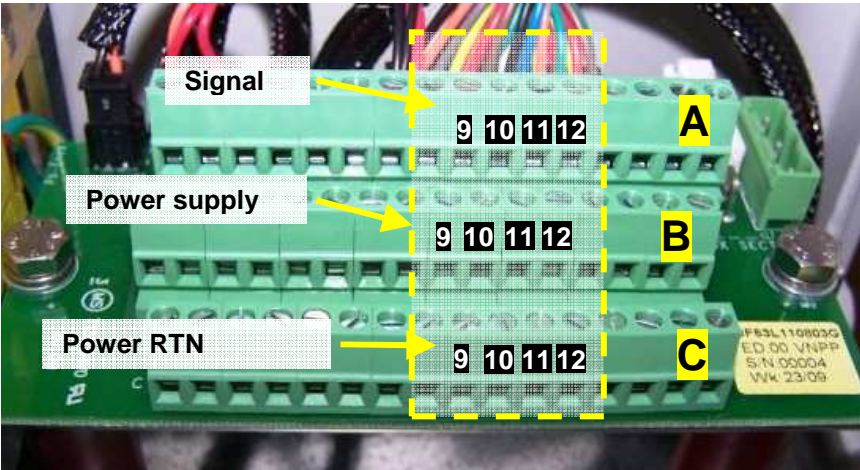 Signal
A
9 10 11 12
Power supply
B
9 10 11 12
Power RTN
C
9 10 11 12
C
F63L110803G
ED:00 VNPP
S/N:00004
Wk:23/09